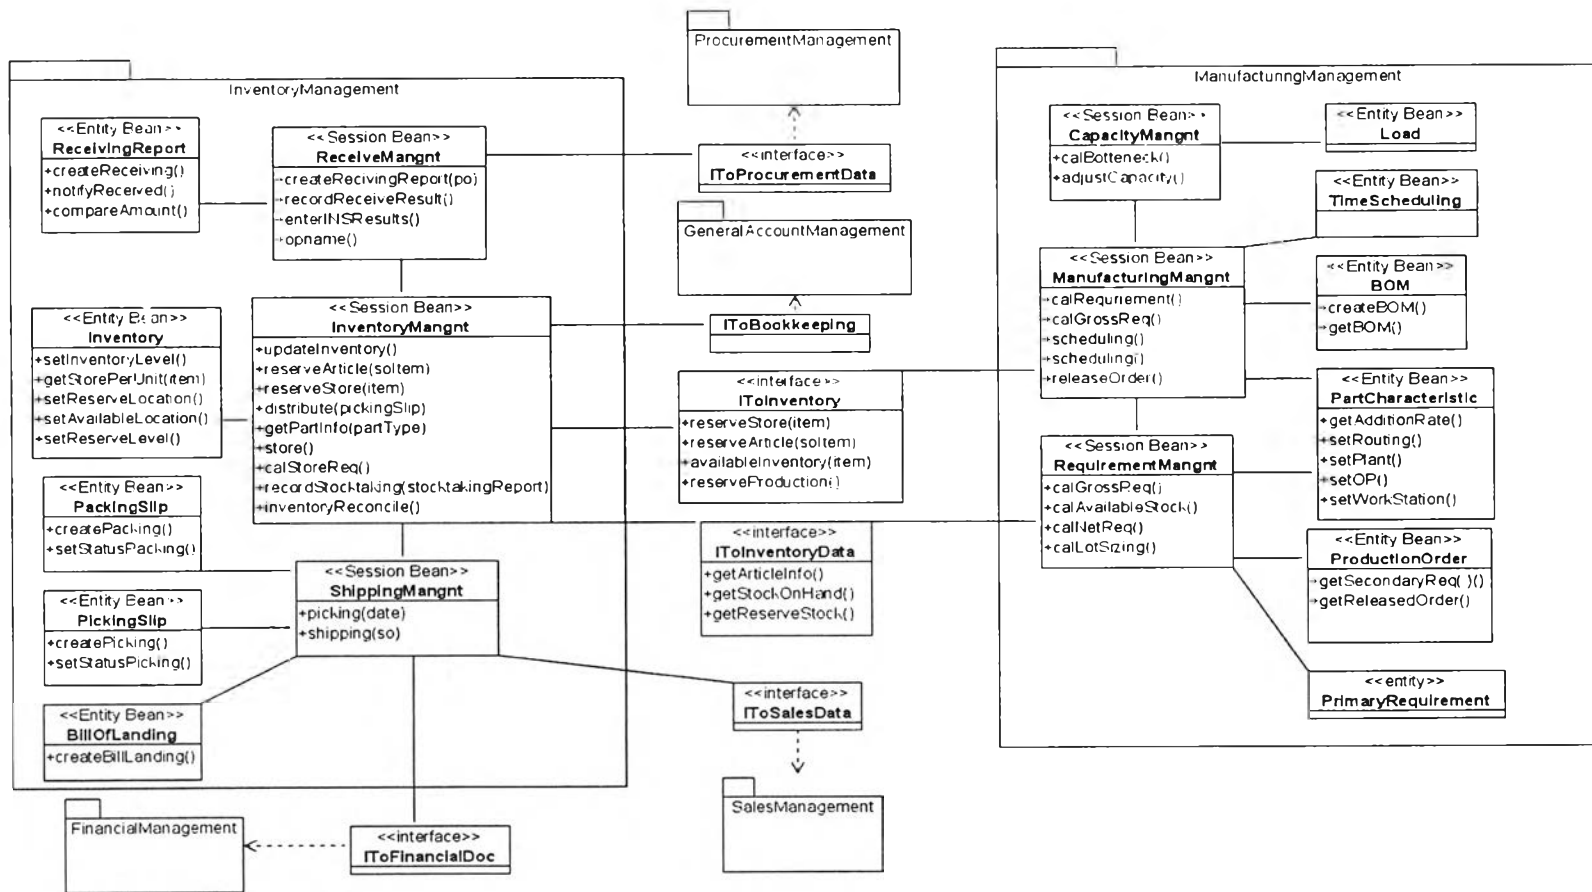 ProcurementManagement
InventoryManagement
ManufacturingManagement
<<Entity Bean>>
ReceivingReport
+createReceiving()
+notifyReceived()
+compareAmount()
<<Session Bean>>
ReceiveMangnt
+createRecivingReport(po)
+recordReceiveResult()
+enterINSResults()
+opname()
<<interface>>
IToProcurementData
<<Session Bean>>
CapacityMangnt
+calBotteneck()
+adjustCapacity()
<<Entity Bean>>
Load
<<Entity Bean>>
TimeScheduling
GeneralAccountManagement
<<Session Bean>>
ManufacturingMangnt
+calRequriement()
+calGrossReq()
+scheduling()
+scheduling()
+releaseOrder()
<<Entity Bean>>
BOM
+createBOM()
+getBOM()
<<Entity Bean>>
Inventory
+setInventoryLevel()
+getStorePerUnit(item)
+setReserveLocation()
+setAvailableLocation()
+setReserveLevel()
<<Session Bean>>
InventoryMangnt
+updateInventory()
+reserveArticle(soItem)
+reserveStore(item)
+distribute(pickingSlip)
+getPartInfo(partType)
+store()
+calStoreReq()
+recordStocktaking(stocktakingReport)
+inventoryReconcile()
IToBookkeeping
<<interface>>
IToInventory
+reserveStore(item)
+reserveArticle(soItem)
+availableInventory(item)
+reserveProduction()
<<Entity Bean>>
PartCharacteristic
+getAdditionRate()
+setRouting()
+setPlant()
+setOP()
+setWorkStation()
<<Session Bean>>
RequirementMangnt
+calGrossReq()
+calAvailableStock()
+calNetReq()
+calLotSizing()
<<Entity Bean>>
PackingSlip
+createPacking()
+setStatusPacking()
<<interface>>
IToInventoryData
+getArticleInfo()
+getStockOnHand()
+getReserveStock()
<<Entity Bean>>
ProductionOrder
+getSecondaryReq()()
+getReleasedOrder()
<<Session Bean>>
ShippingMangnt
+picking(date)
+shipping(so)
<<Entity Bean>>
PickingSlip
+createPicking()
+setStatusPicking()
<<entity>>
PrimaryRequirement
<<interface>>
IToSalesData
<<Entity Bean>>
BillOfLanding
+createBillLanding()
SalesManagement
FinancialManagement
<<interface>>
IToFinancialDoc